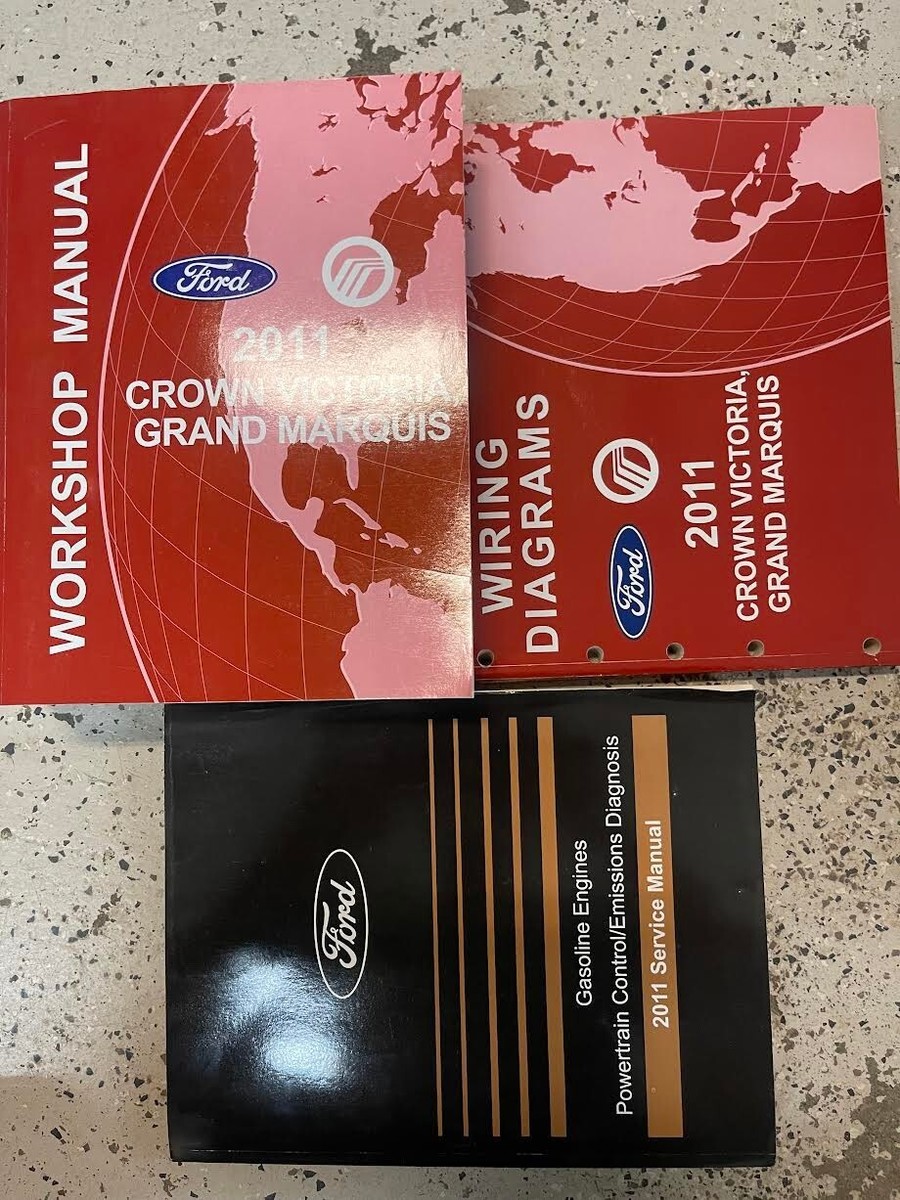 WORKSHOP MANUAL
Ford
2011
CROWN VICTORIA
GRAND MARQUIS
WIRING
DIAGRAMS
Ford
2011
CROWN VICTORIA,
GRAND MARQUIS
Ford
Gasoline Engines
Powertrain Control/Emissions Diagnosis
2011 Service Manual